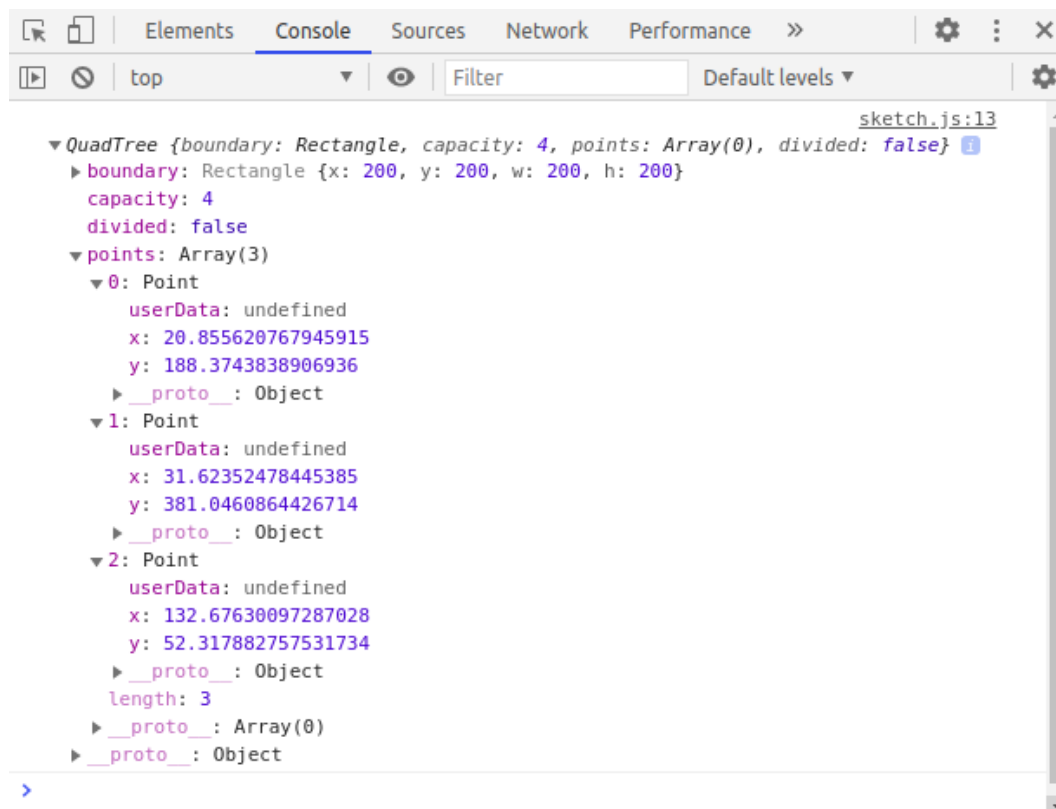 Elements Console Sources Network Performance »
top ▼ Filter Default levels ▼
sketch.js:13
▼QuadTree {boundary: Rectangle, capacity: 4, points: Array(0), divided: false} i
▶boundary: Rectangle {x: 200, y: 200, w: 200, h: 200}
capacity: 4
divided: false
▼points: Array(3)
▼0: Point
userData: undefined
x: 20.855620767945915
y: 188.3743838906936
▶__proto__: Object
▼1: Point
userData: undefined
x: 31.62352478445385
y: 381.0460864426714
▶__proto__: Object
▼2: Point
userData: undefined
x: 132.67630097287028
y: 52.317882757531734
▶__proto__: Object
length: 3
▶__proto__: Array(0)
▶__proto__: Object
>